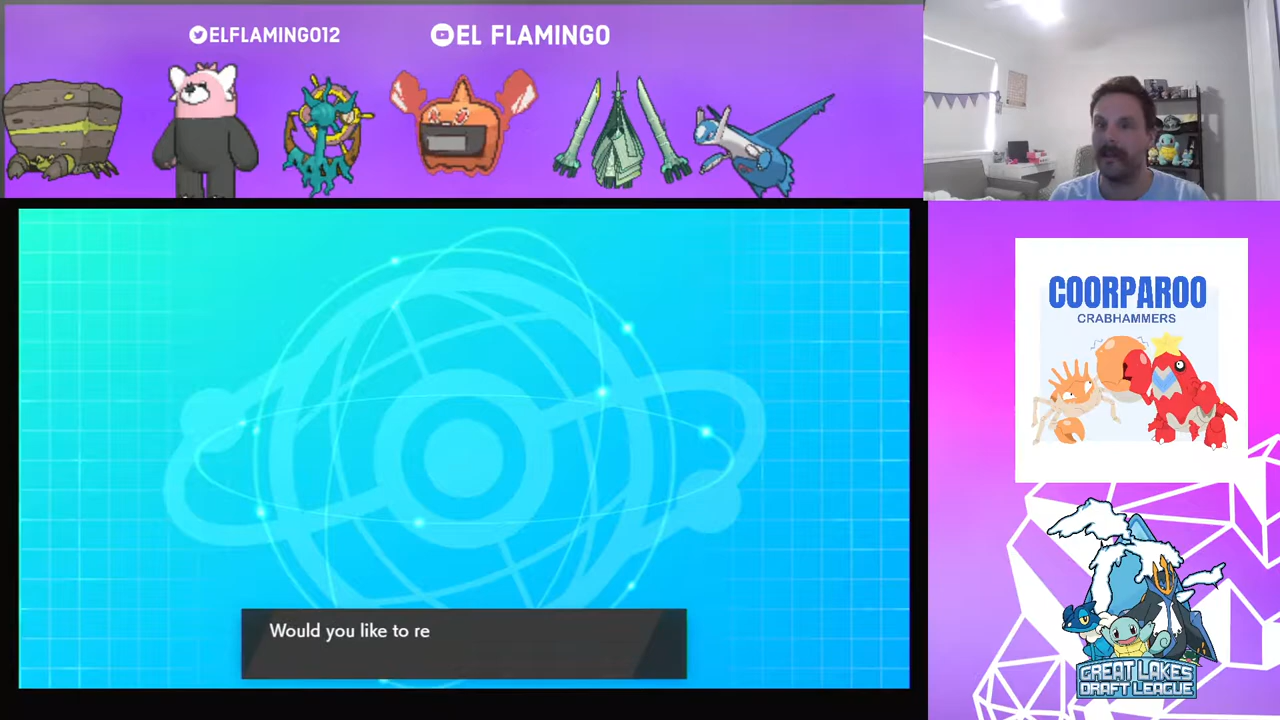 ELFLAMINGO12
EL FLAMINGO
COORPAROO
CRABHAMMERS
Would you like to re
GREAT LAKES
DRAFT LEAGUE